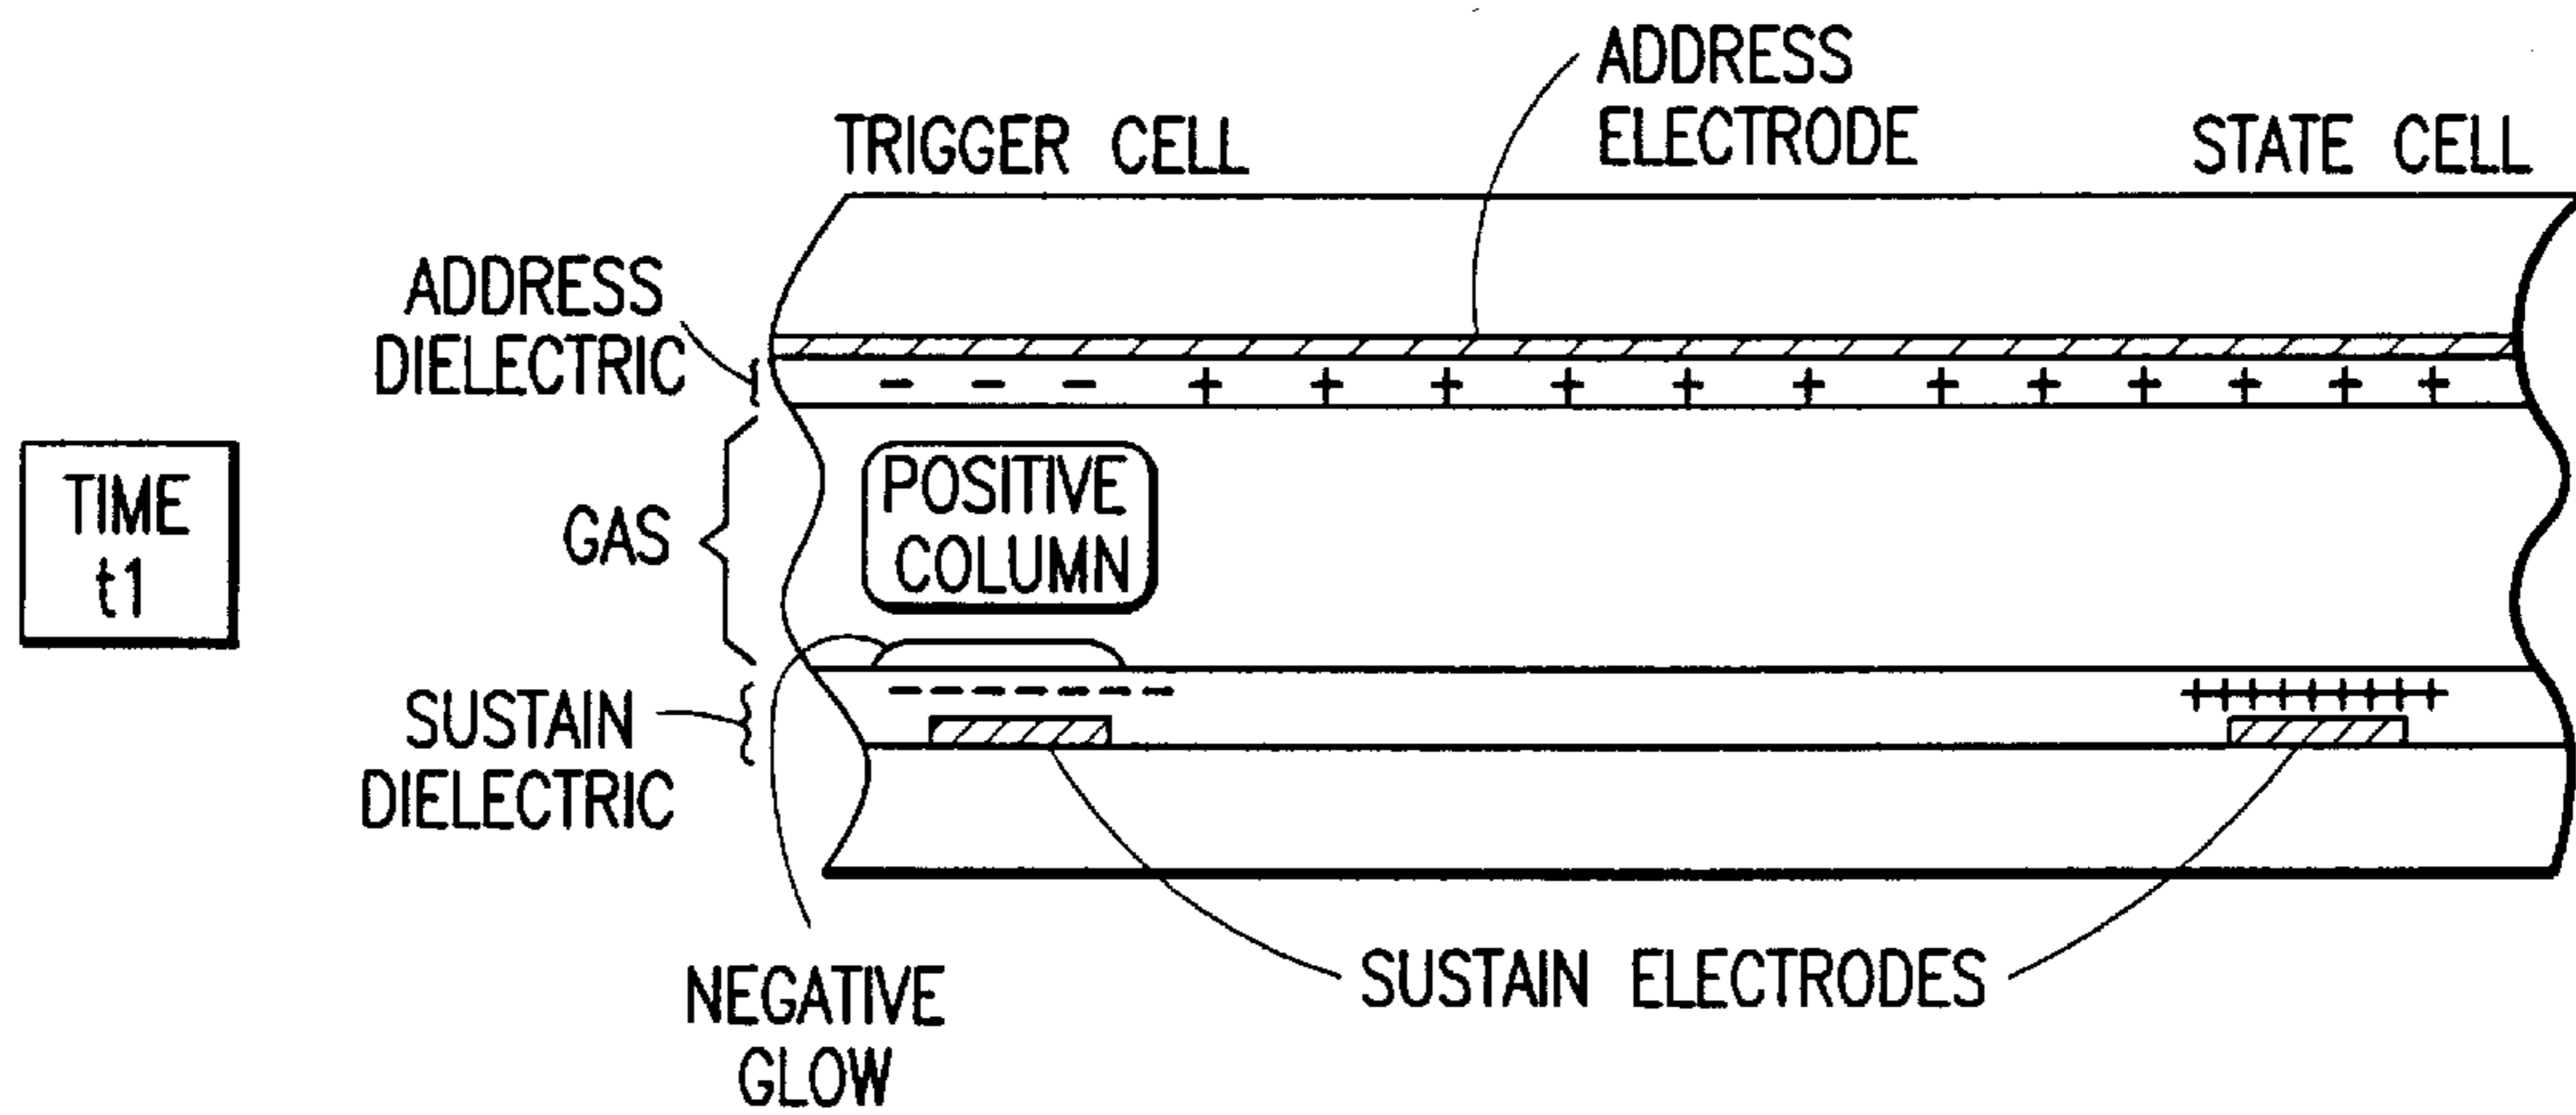 ADDRESS
ELECTRODE
TRIGGER CELL
STATE CELL
ADDRESS
DIELECTRIC
- - - + + + + + + + + + + + +
TIME
t1
GAS
POSITIVE
COLUMN
SUSTAIN
DIELECTRIC
- - - - - - -
+++++++++
NEGATIVE
GLOW
SUSTAIN ELECTRODES